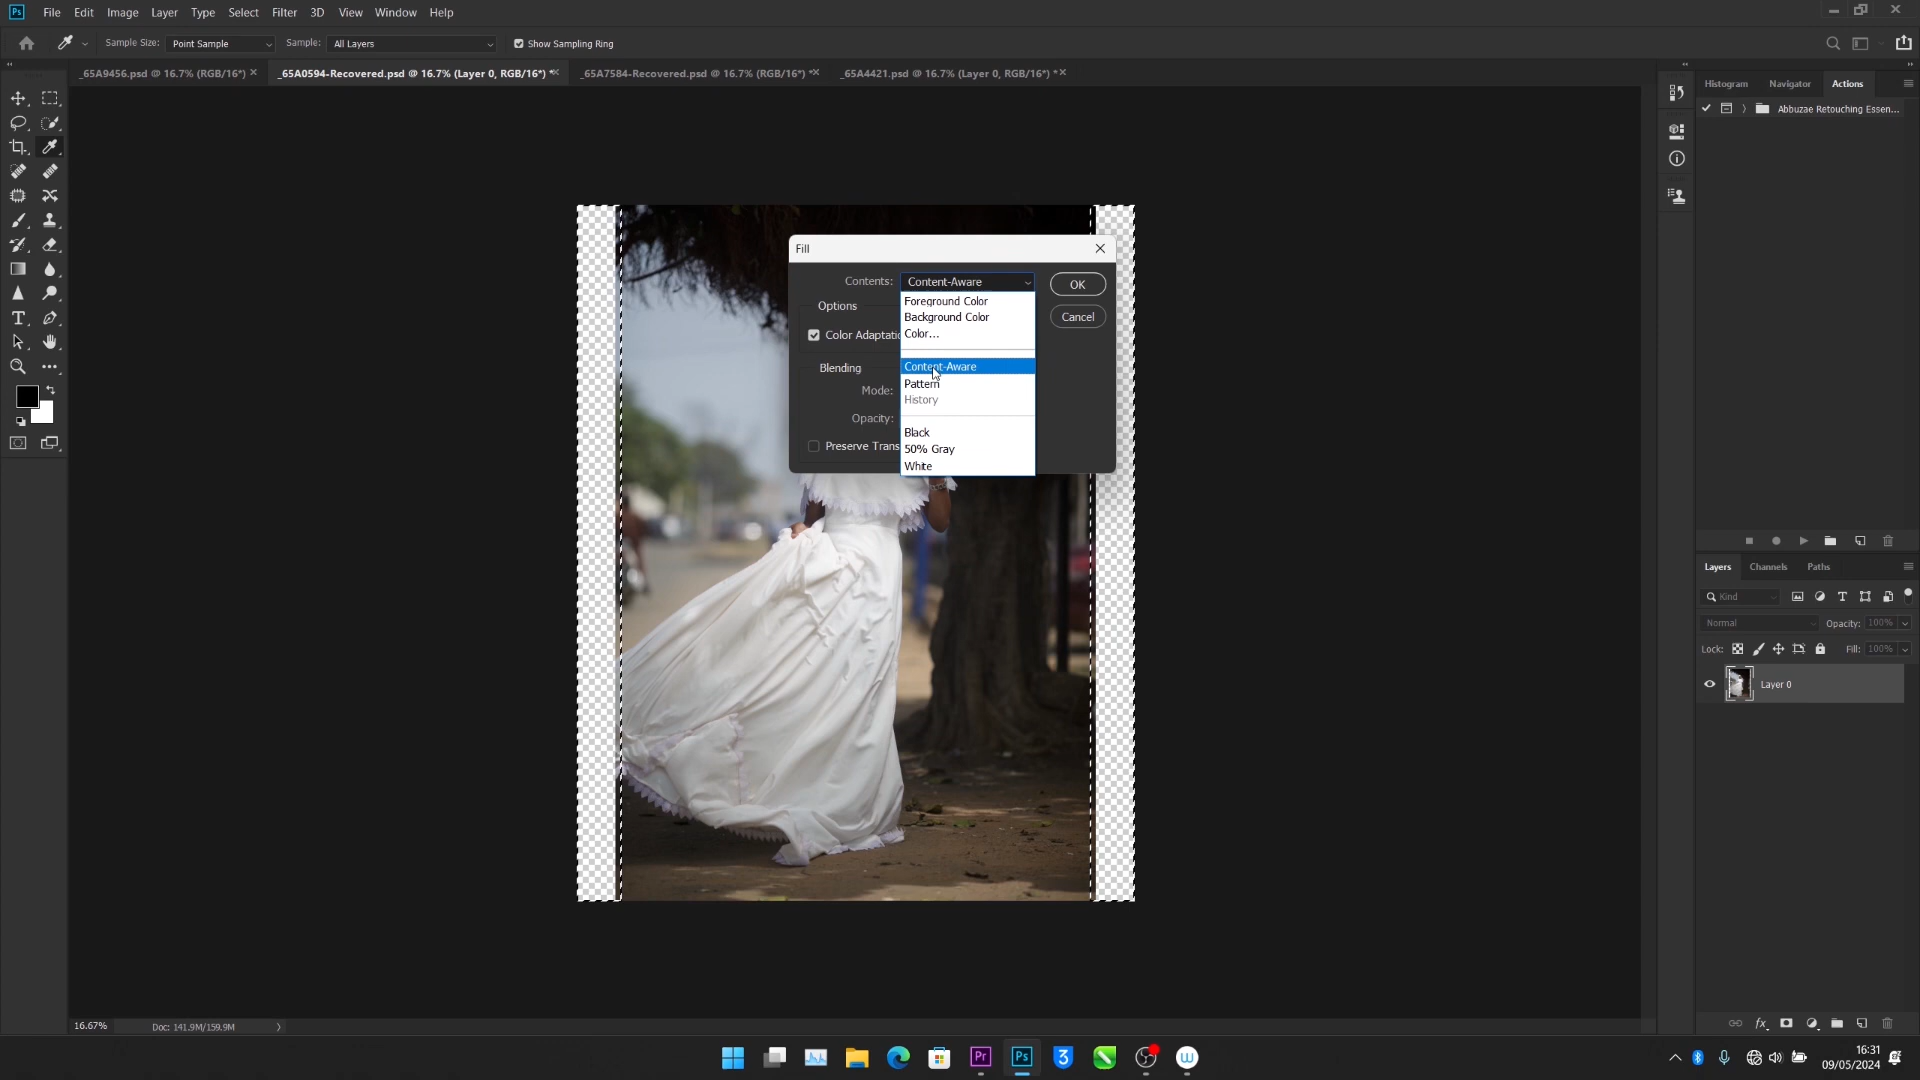 Ps File Edit Image Layer Type Select Filter 3D View Window Help
Sample Size: Point Sample Sample: All Layers Show Sampling Ring
_65A9456.psd @ 16.7% (RGB/16*) _65A0594-Recovered.psd @ 16.7% (Layer 0, RGB/16*) * _65A7584-Recovered.psd @ 16.7% (RGB/16*) * _65A4421.psd @ 16.7% (Layer 0, RGB/16*) *
Histogram Navigator Actions
Abbuzae Retouching Essen...
Fill
Contents: Content-Aware OK
Foreground Color
Options
Background Color Cancel
Color Adaptatio Color...
Content-Aware
Blending
Pattern
Mode:
History
Opacity:
Black
Preserve Trans 50% Gray
White
Layers Channels Paths
Kind
Normal Opacity: 100%
Lock: Fill: 100%
Layer 0
16.67% Doc: 141.9M/159.9M
Pr Ps 3 W
16:31
09/05/2024